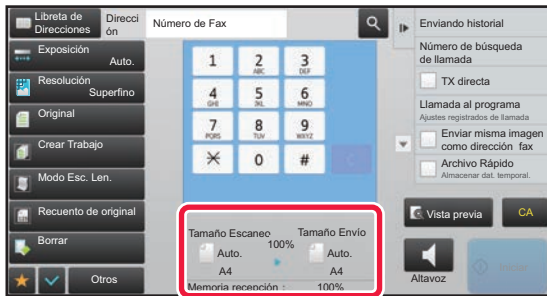 Libreta de
Direcciones
Direcci
ón
Número de Fax
Exposición
Auto.
Resolución
Superfino
Original
Crear Trabajo
Modo Esc. Len.
Recuento de original
Borrar
Otros
1
2
ABC
3
DEF
4
GHI
5
JKL
6
MNO
7
PQRS
8
TUV
9
WXYZ
0
#
C
Tamaño Escaneo
100%
Tamaño Envío
Auto.
A4
Auto.
A4
Memoria recepción :
100%
Enviando historial
Número de búsqueda
de llamada
TX directa
Llamada al programa
Ajustes registrados de llamada
Enviar misma imagen
como dirección fax
Archivo Rápido
Almacenar dat. temporal.
Vista previa
CA
Altavoz